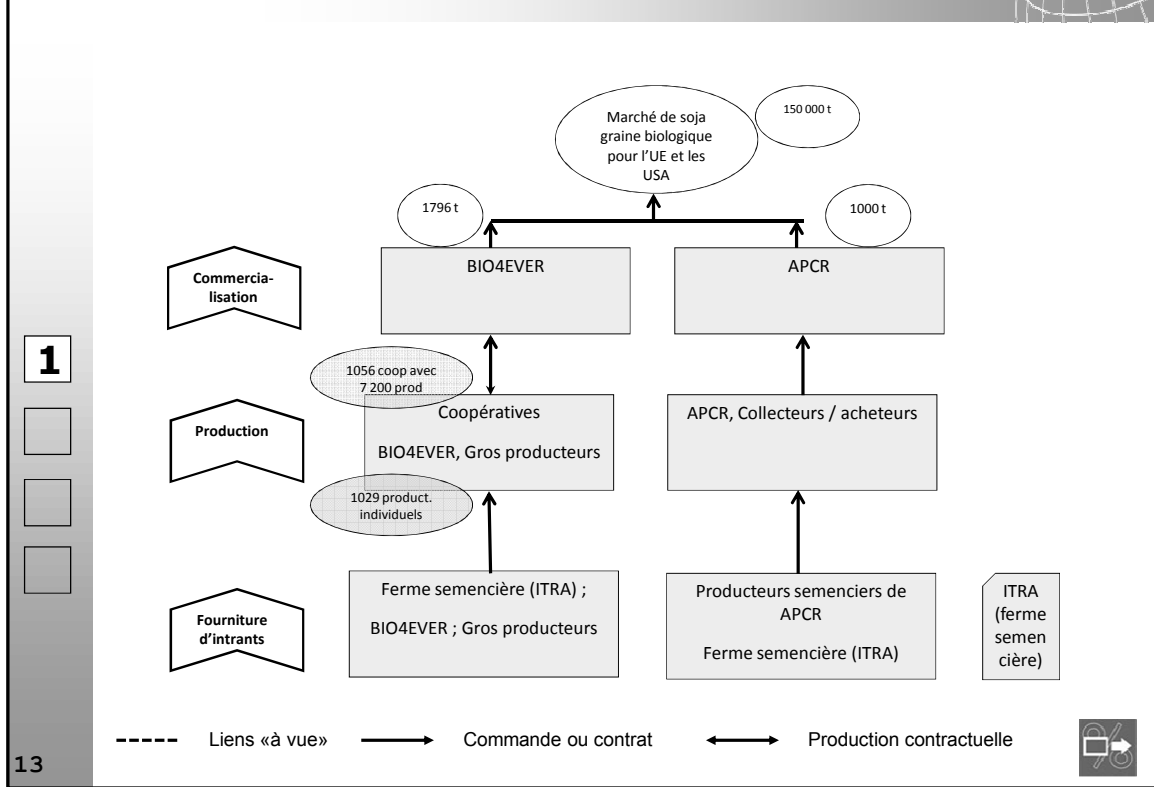 Marché de soja
graine biologique
pour l'UE et les
USA
150 000 t
1796 t
1000 t
Commercia-
lisation
BIO4EVER
APCR
1
1056 coop avec
7 200 prod
Production
Coopératives
BIO4EVER, Gros producteurs
APCR, Collecteurs / acheteurs
1029 product.
individuels
Fourniture
d'intrants
Ferme semencière (ITRA) ;
BIO4EVER ; Gros producteurs
Producteurs semenciers de
APCR
Ferme semencière (ITRA)
ITRA
(ferme
semen
cière)
Liens «à vue»
Commande ou contrat
Production contractuelle
13
%